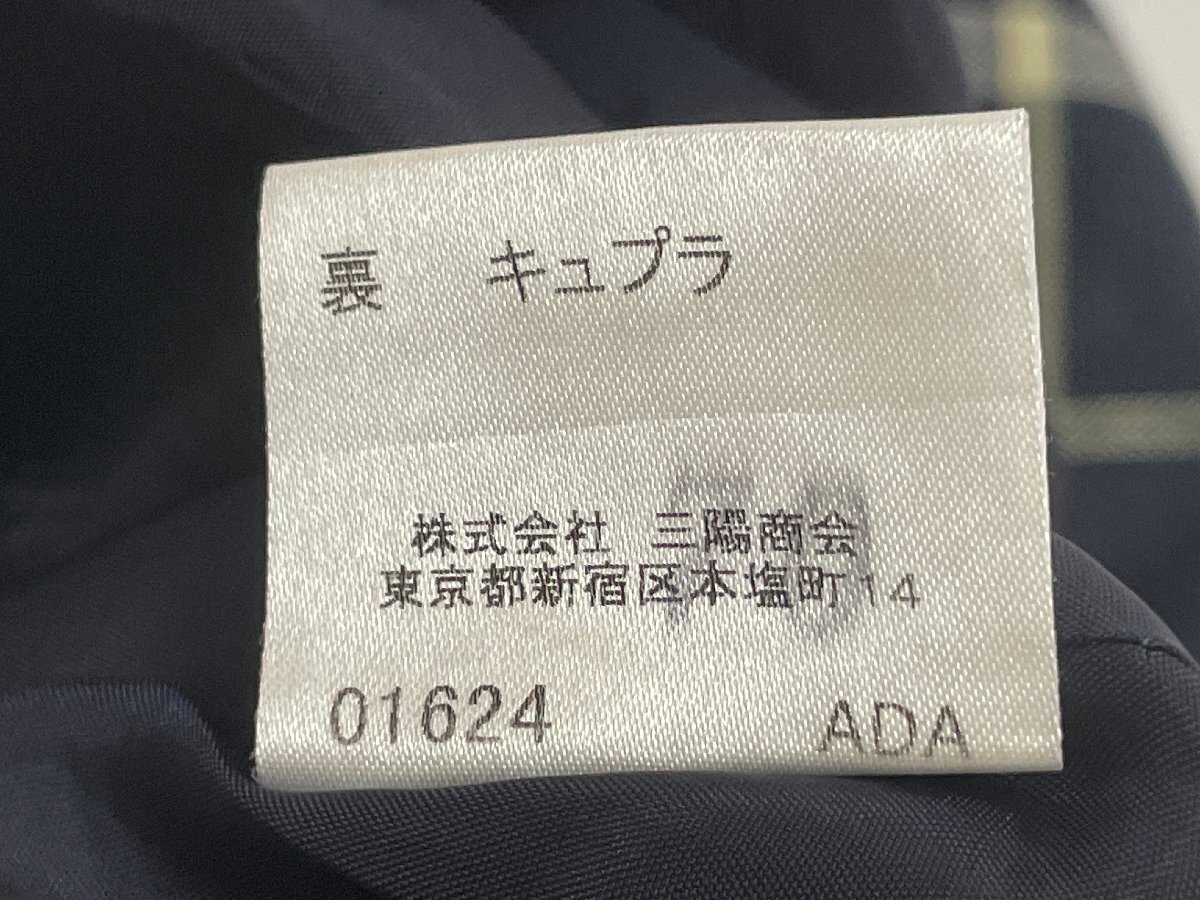 裏　キュプラ
株式会社 三陽商会
東京都新宿区本塩町14
01624 ADA